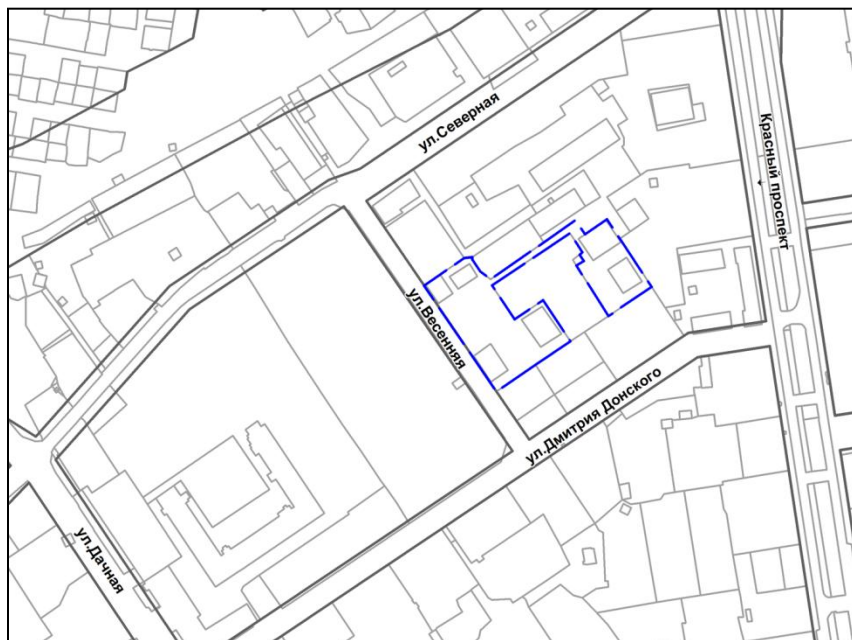 ул.Северная
Красный проспект
ул.Весенняя
ул.Дмитрия Донского
ул.Дачная